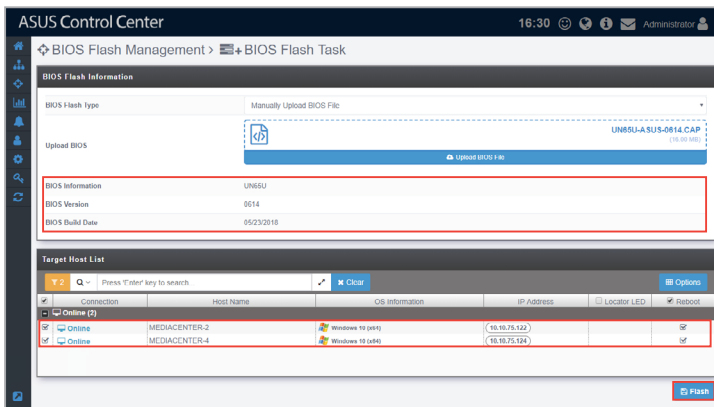 ASUS Control Center 16:30 Administrator
BIOS Flash Management > BIOS Flash Task
BIOS Flash Information
BIOS Flash Type Manually Upload BIOS File
UN65U-ASUS-0614.CAP
(16.00 MB)
Upload BIOS
Upload BIOS File
BIOS Information UN65U
BIOS Version 0614
BIOS Build Date 05/23/2018
Target Host List
2 Press 'Enter' key to search Clear Options
Connection Host Name OS Information IP Address Locator LED Reboot
Online (2)
Online MEDIACENTER-2 Windows 10 (x64) 10.10.75.122
Online MEDIACENTER-4 Windows 10 (x64) 10.10.75.124
Flash